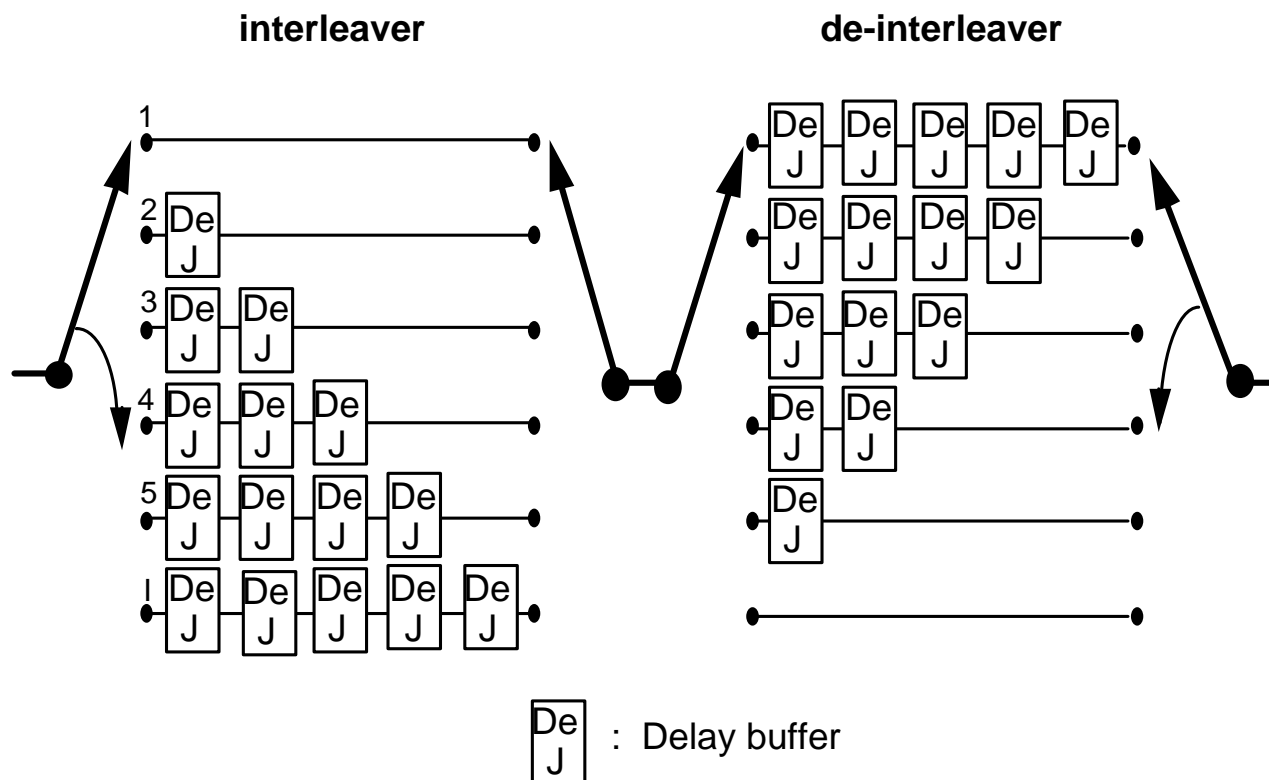 interleaver de-interleaver
1
De J De J De J De J De J
2 De J
De J De J De J De J
3 De J De J
De J De J De J
4 De J De J De J
De J De J
5 De J De J De J De J
De J
I De J De J De J De J De J
De J : Delay buffer